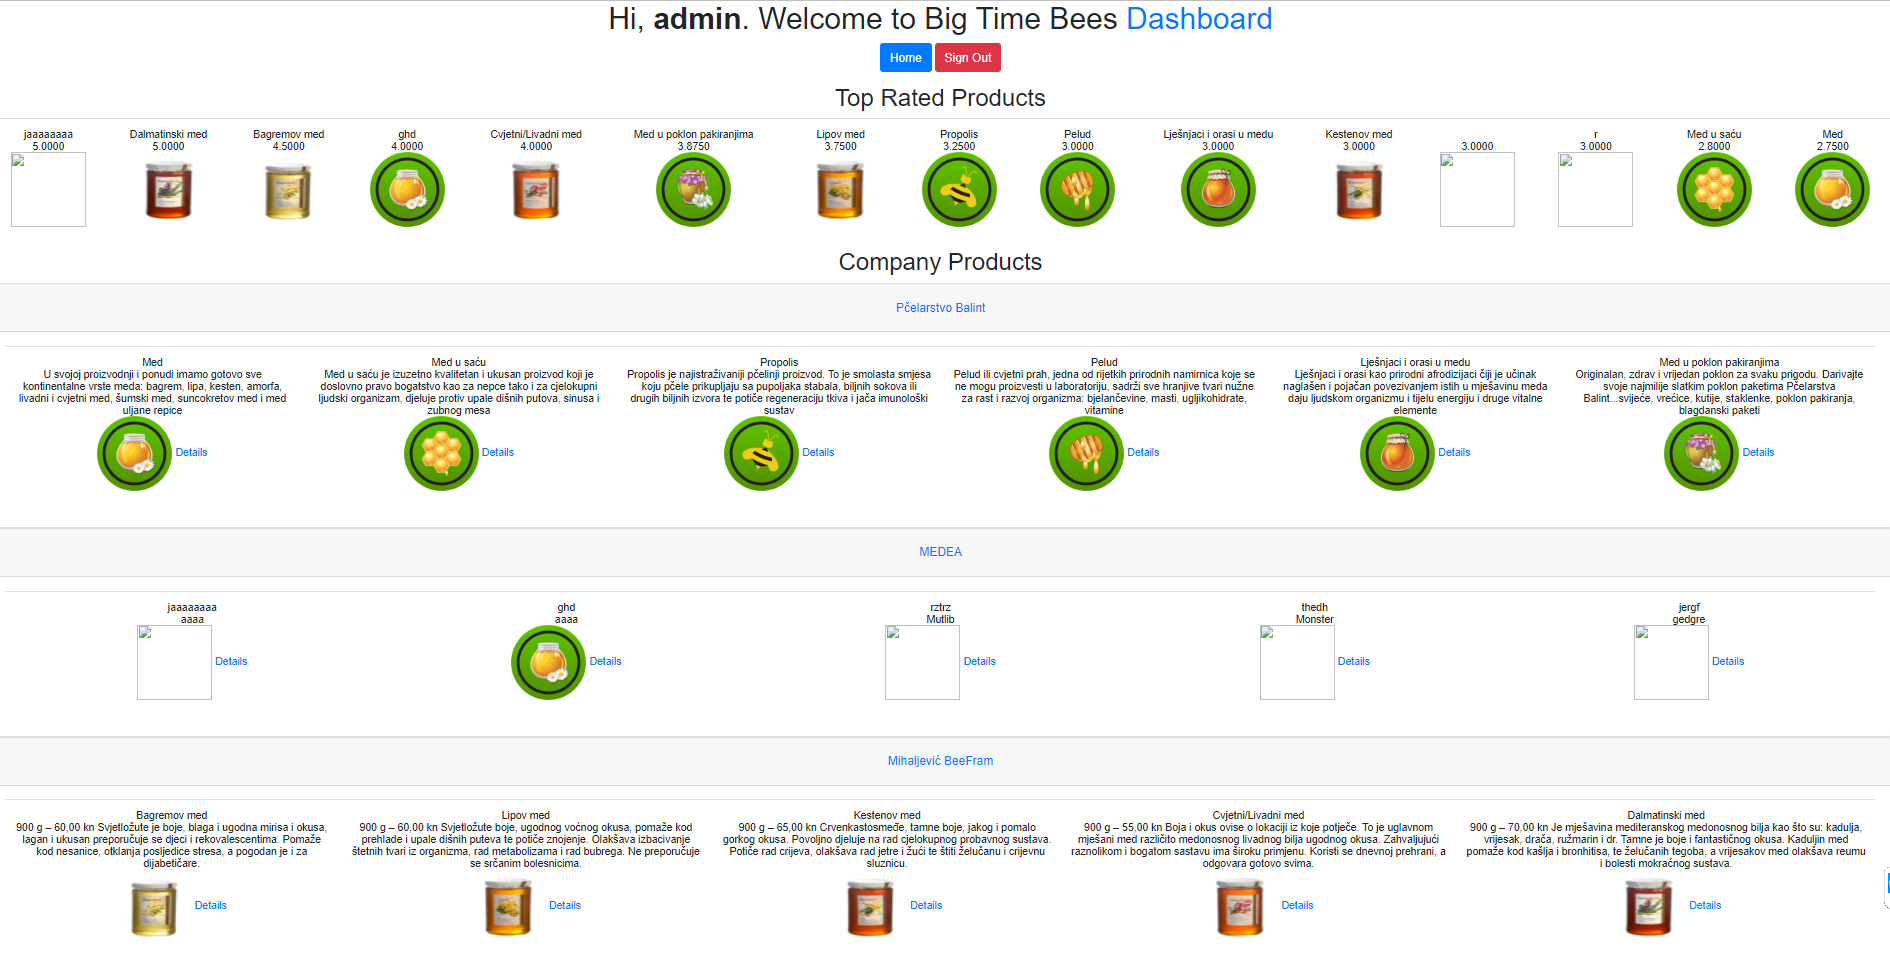 Hi, admin. Welcome to Big Time Bees Dashboard
Home Sign Out
Top Rated Products
jaaaaaaaa
5.0000
Dalmatinski med
5.0000
Bagremov med
4.5000
ghd
4.0000
Cvjetni/Livadni med
4.0000
Med u poklon pakiranjima
3.8750
Lipov med
3.7500
Propolis
3.2500
Pelud
3.0000
Lješnjaci i orasi u medu
3.0000
Kestenov med
3.0000
3.0000
r
3.0000
Med u saću
2.8000
Med
2.7500
Company Products
Pčelarstvo Balint
Med
U svojoj proizvodnji i ponudi imamo gotovo sve
kontinentalne vrste meda: bagrem, lipa, kesten, amorfa,
livadni i cvjetni med, šumski med, suncokretov med i med
uljane repice
Details
Med u saću
Med u saću je izuzetno kvalitetan i ukusan proizvod koji je
doslovno pravo bogatstvo kao za nepce tako i za cjelokupni
ljudski organizam, djeluje protiv upale dišnih putova, sinusa i
zubnog mesa
Details
Propolis
Propolis je najistraživaniji pčelinji proizvod. To je smolasta smjesa
koju pčele prikupljaju sa pupoljaka stabala, biljnih sokova ili
drugih biljnih izvora te potiče regeneraciju tkiva i jača imunološki
sustav
Details
Pelud
Pelud ili cvjetni prah, jedna od rijetkih prirodnih namirnica koje se
ne mogu proizvesti u laboratoriju, sadrži sve hranjive tvari nužne
za rast i razvoj organizma: bjelančevine, masti, ugljikohidrate,
vitamine
Details
Lješnjaci i orasi u medu
Lješnjaci i orasi kao prirodni afrodizijaci čiji je učinak
naglašen i pojačan povezivanjem istih u mješavinu meda
daju ljudskom organizmu i tijelu energiju i druge vitalne
elemente
Details
Med u poklon pakiranjima
Originalan, zdrav i vrijedan poklon za svaku prigodu. Darivajte
svoje najmilije slatkim poklon paketima Pčelarstva
Balint...svijeće, vrećice, kutije, staklenke, poklon pakiranja,
blagdanski paketi
Details
MEDEA
jaaaaaaaa
aaaa
Details
ghd
aaaa
Details
rztrz
Mutlib
Details
thedh
Monster
Details
jergf
gedgre
Details
Mihaljević BeeFram
Bagremov med
900 g – 60,00 kn Svjetložute je boje, blaga i ugodna mirisa i okusa,
lagan i ukusan preporučuje se djeci i rekovalescentima. Pomaže
kod nesanice, otklanja posljedice stresa, a pogodan je i za
dijabetičare.
Details
Lipov med
900 g – 60,00 kn Svjetložute boje, ugodnog voćnog okusa, pomaže kod
prehlade i upale dišnih puteva te potiče znojenje. Olakšava izbacivanje
štetnih tvari iz organizma, rad metabolizama i rad bubrega. Ne preporučuje
se srčanim bolesnicima.
Details
Kestenov med
900 g – 65,00 kn Crvenkastosmeđe, tamne boje, jakog i pomalo
gorkog okusa. Povoljno djeluje na rad cjelokupnog probavnog sustava.
Potiče rad crijeva, olakšava rad jetre i žući te štiti želučanu i crijevnu
sluznicu.
Details
Cvjetni/Livadni med
900 g – 55,00 kn Boja i okus ovise o lokaciji iz koje potječe. To je uglavnom
mješani med različito medonosnog livadnog bilja ugodnog okusa. Zahvaljujući
raznolikom i bogatom sastavu ima široku primjenu. Koristi se dnevnoj prehrani, a
odgovara gotovo svima.
Details
Dalmatinski med
900 g – 70,00 kn Je mješavina mediteranskog medonosnog bilja kao što su: kadulja,
vrijesak, drača, ružmarin i dr. Tamne je boje i fantastičnog okusa. Kaduljin med
pomaže kod kašlja i bronhitisa, te želučanih tegoba, a vrijesakov med olakšava reumu
i bolesti mokraćnog sustava.
Details